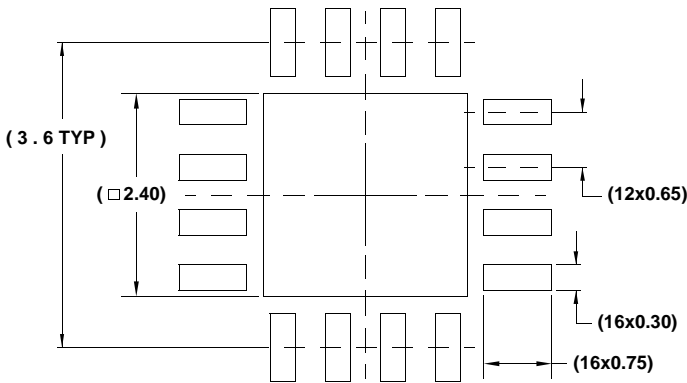 ( 3 . 6 TYP )
( □ 2.40)
(12x0.65)
(16x0.30)
(16x0.75)